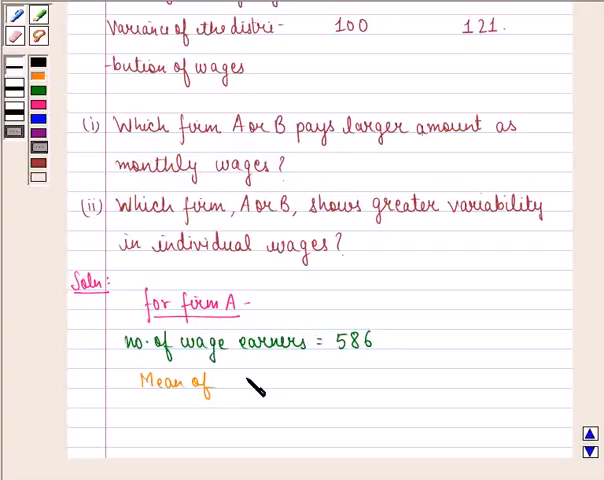 Variance of the distri- 100 121.
-bution of wages
(i) Which firm A or B pays larger amount as
monthly wages?
(ii) Which firm, A or B, shows greater variability
in individual wages?
Soln:
for firm A -
no. of wage earners = 586
Mean of